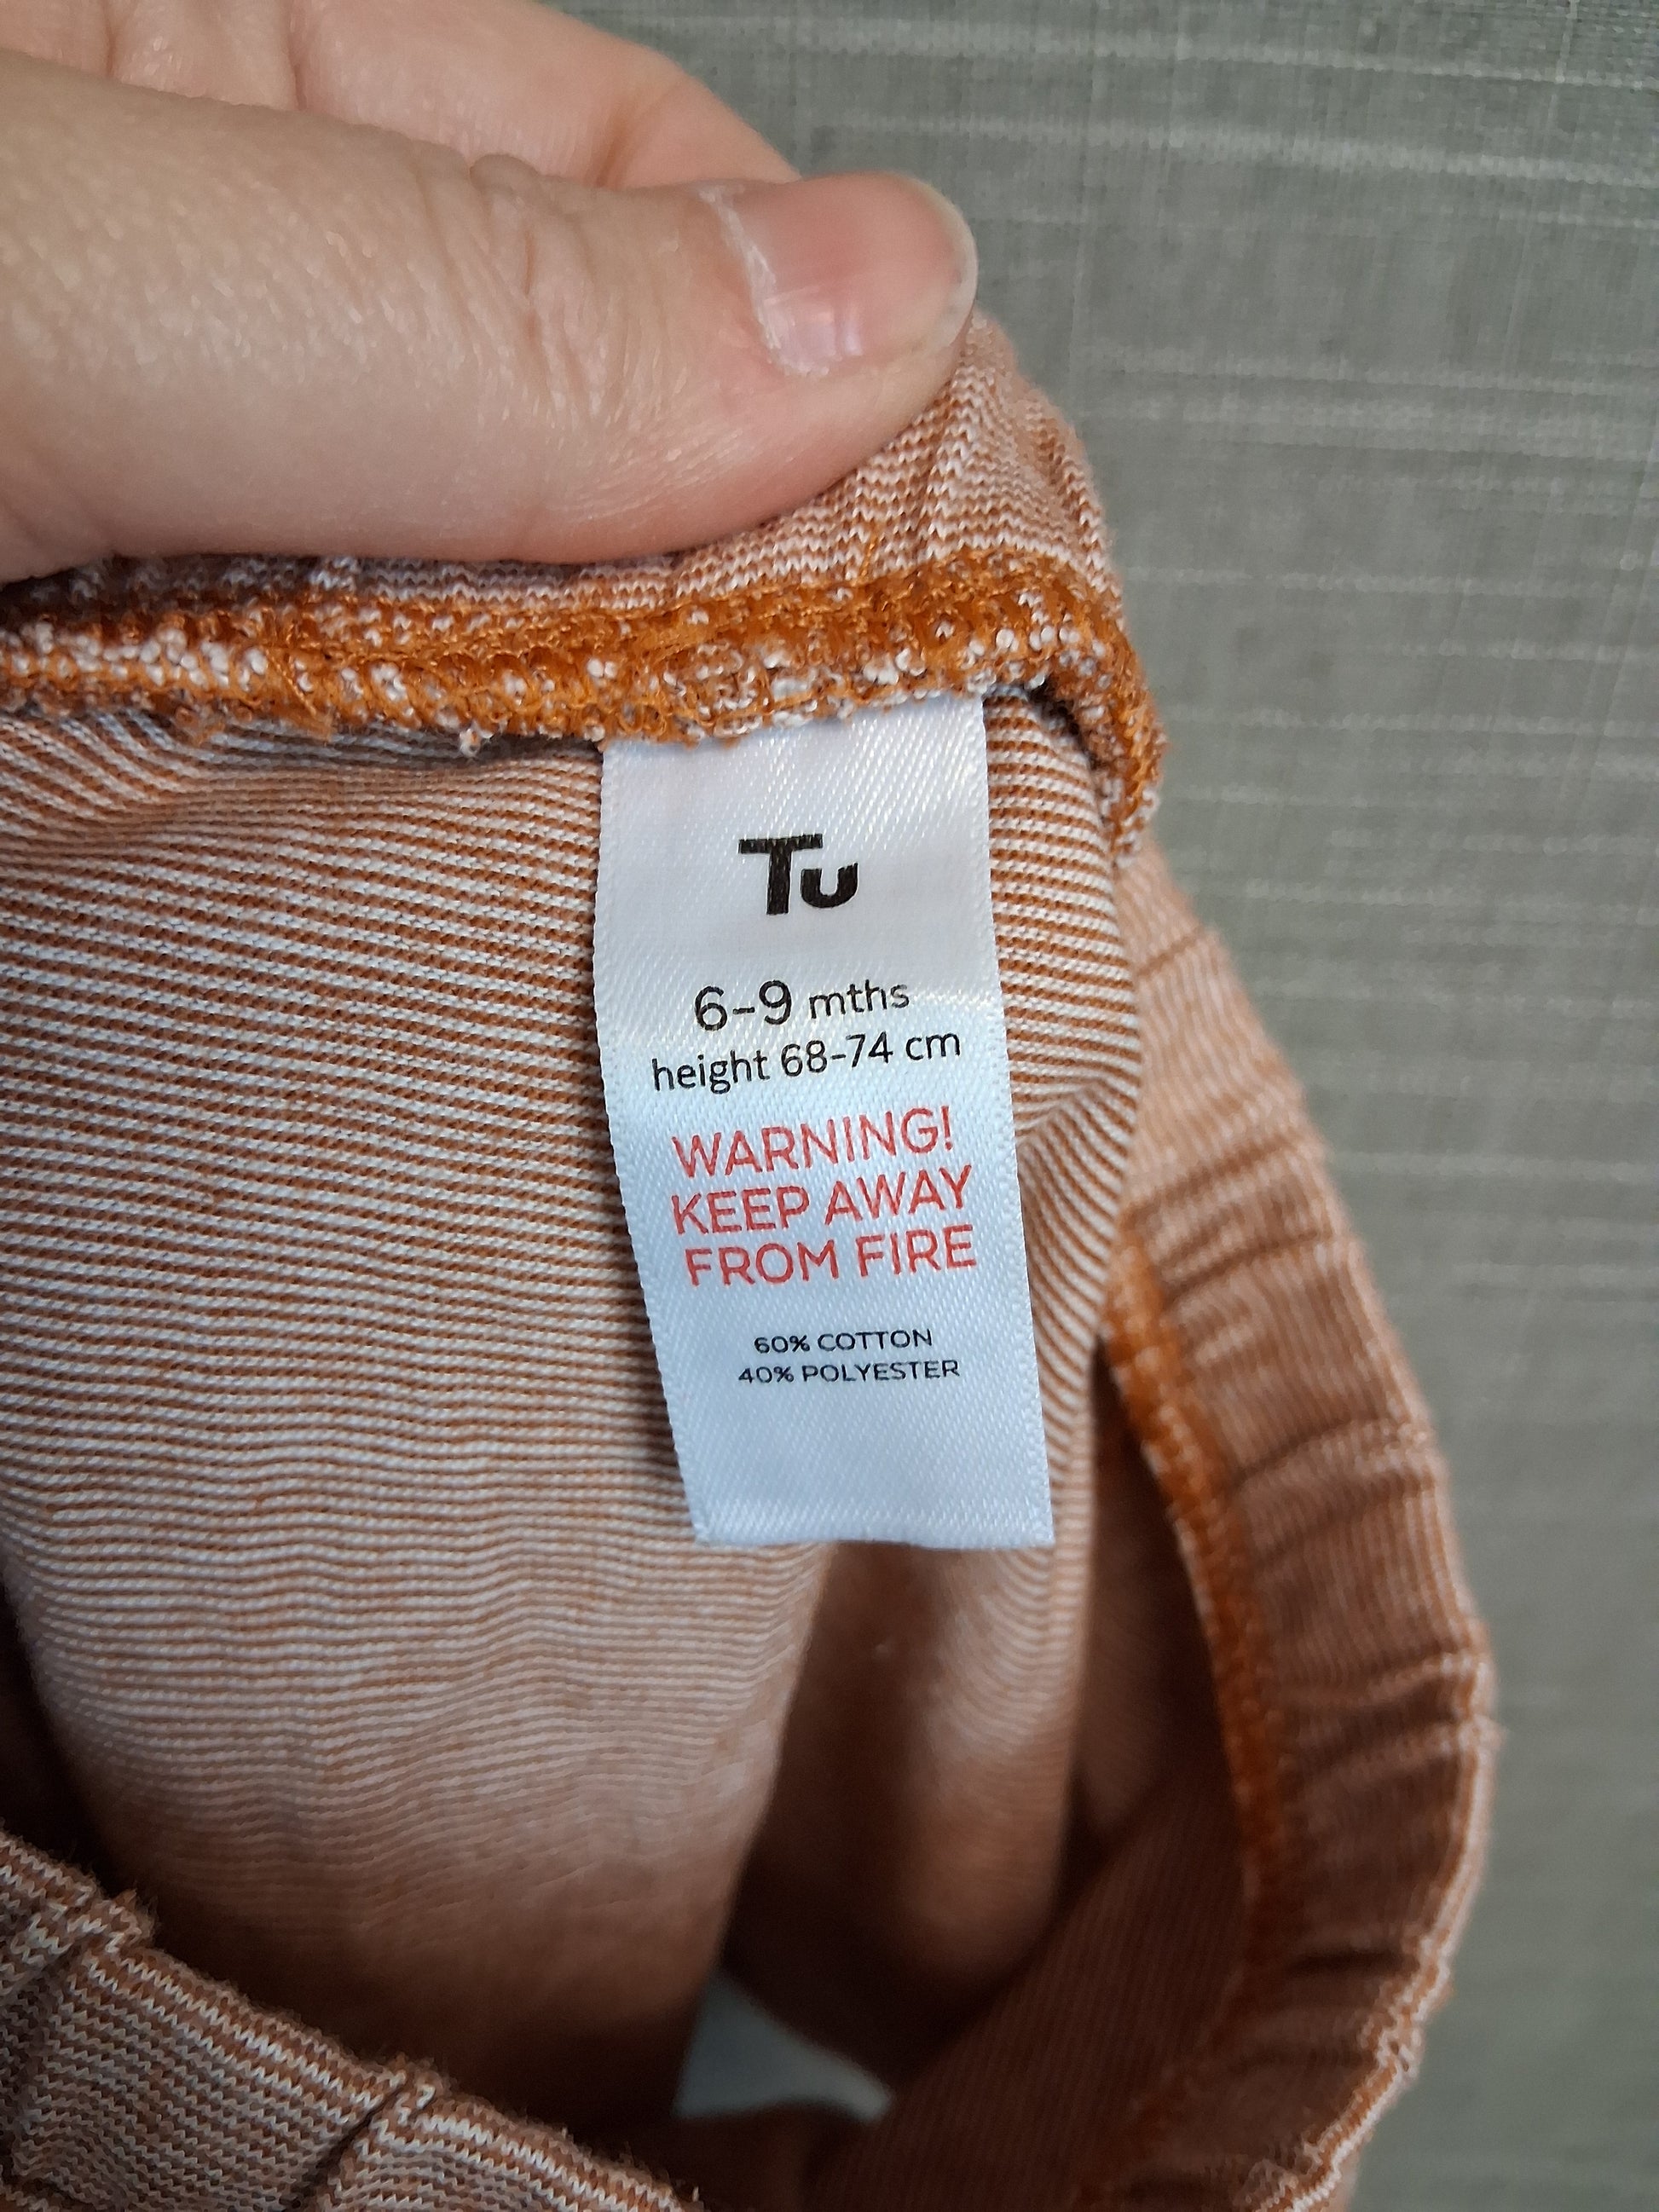 Tu
6-9 mths
height 68-74 cm
WARNING!
KEEP AWAY
FROM FIRE
60% COTTON
40% POLYESTER